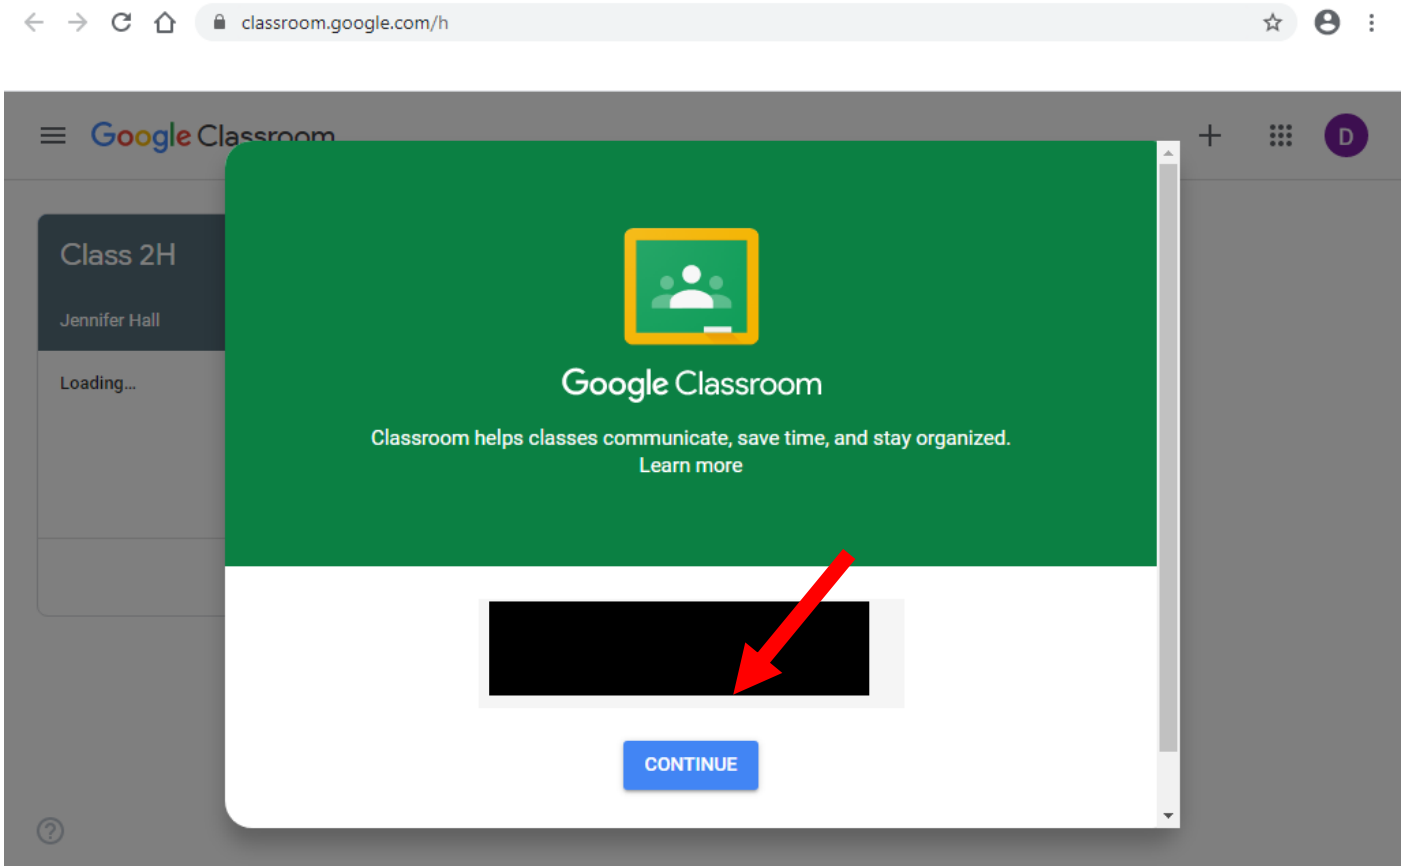 classroom.google.com/h
Google Classroom
D
Class 2H
Jennifer Hall
Loading...
Google Classroom
Classroom helps classes communicate, save time, and stay organized.
Learn more
CONTINUE
?